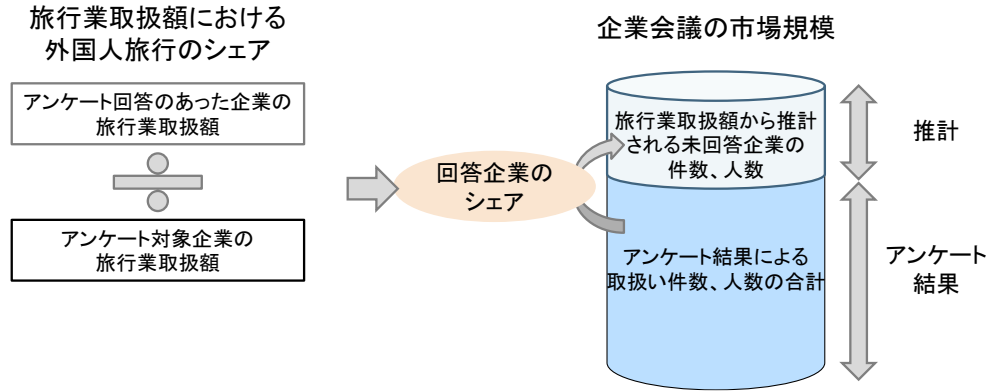 旅行業取扱額における
外国人旅行のシェア
アンケート回答のあった企業の
旅行業取扱額
アンケート対象企業の
旅行業取扱額
回答企業の
シェア
企業会議の市場規模
旅行業取扱額から推計
される未回答企業の
件数、人数
アンケート結果による
取扱い件数、人数の合計
推計
アンケート
結果